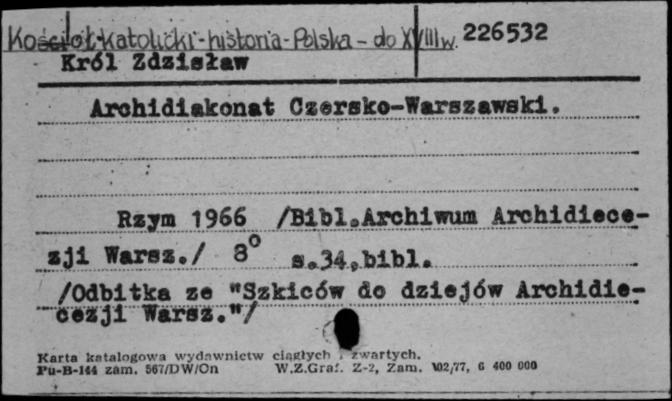 Kościół-katolicki-historia-Polska-do XVIII w. 226532
Król Zdzisław
Archidiakonat Czersko-Warszawski.
Rzym 1966 /Bibl.Archiwum Archidiece-
zji Warsz./ 8° s.34,bibl.
/Odbitka ze "Szkiców do dziejów Archidie-
cezji Warsz."/
Karta katalogowa wydawnictw ciągłych i zwartych.
Pu-B-144 zam. 567/DW/On W.Z.Graf. Z-2, Zam. 102/77, 6 400 000